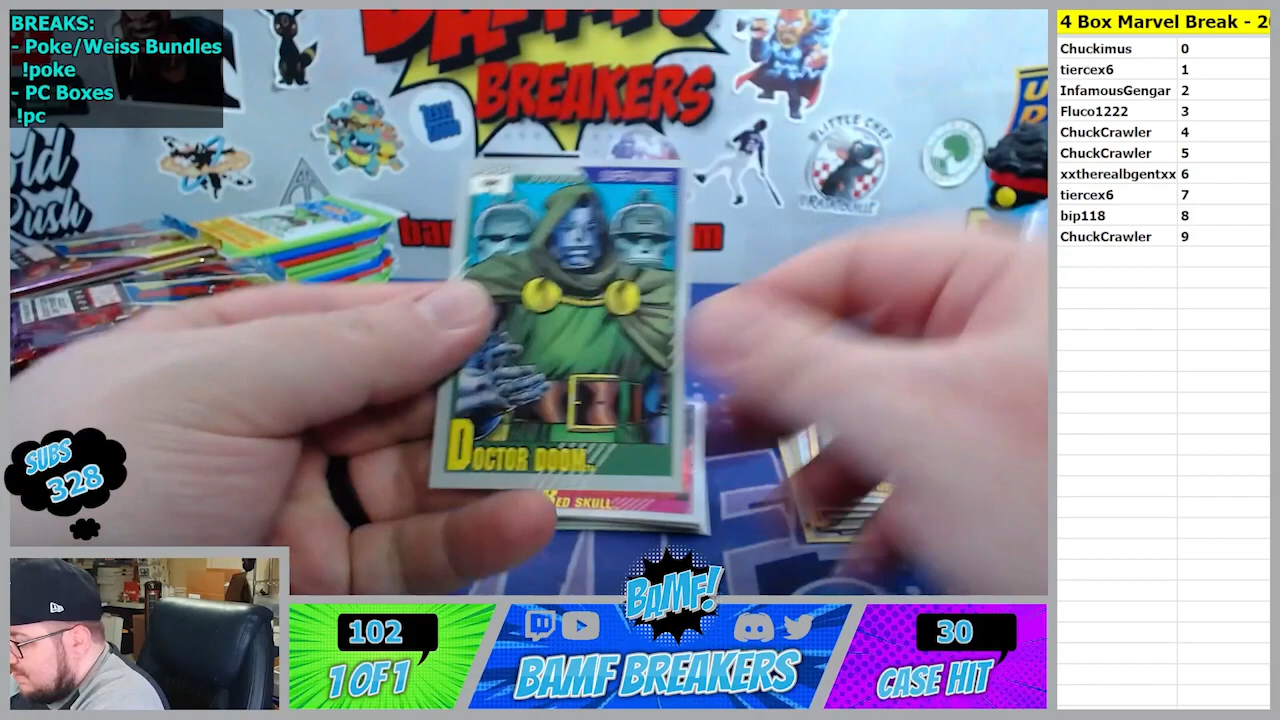 BREAKS:
- Poke/Weiss Bundles
!poke
- PC Boxes
!pc
BREAKERS
DOCTOR DOOM
RED SKULL
SUBS
328
BAMF!
102
1 OF 1
BAMF BREAKERS
30
CASE HIT
4 Box Marvel Break - 2
Chuckimus 0
tiercex6 1
InfamousGengar 2
Fluco1222 3
ChuckCrawler 4
ChuckCrawler 5
xxtherealbgentxx 6
tiercex6 7
bip118 8
ChuckCrawler 9